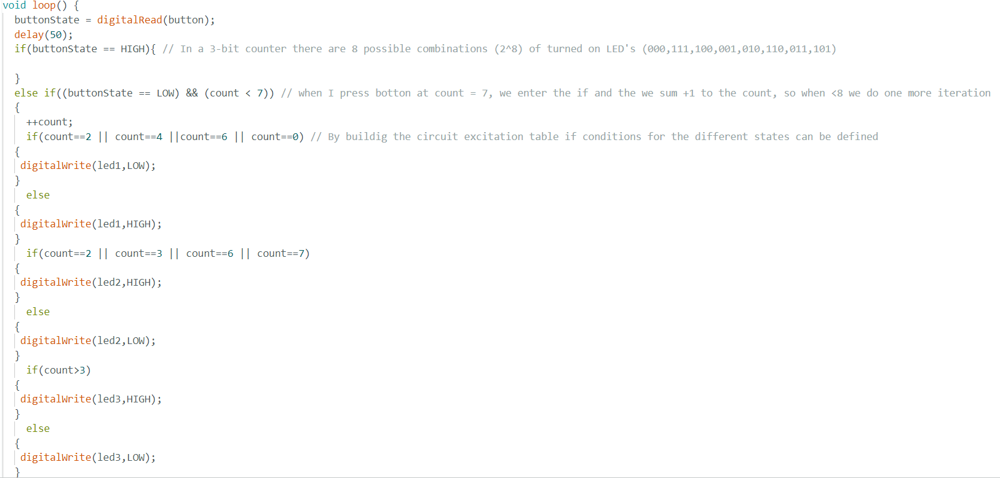 void loop() {
buttonState = digitalRead(button);
delay(50);
if(buttonState == HIGH){ // In a 3-bit counter there are 8 possible combinations (2^8) of turned on LED's (000,111,100,001,010,110,011,101)
}
else if((buttonState == LOW) && (count < 7)) // when I press botton at count = 7, we enter the if and the we sum +1 to the count, so when <8 we do one more iteration
{
++count;
if(count==2 || count==4 ||count==6 || count==0) // By buildig the circuit excitation table if conditions for the different states can be defined
{
digitalWrite(led1,LOW);
}
else
{
digitalWrite(led1,HIGH);
}
if(count==2 || count==3 || count==6 || count==7)
{
digitalWrite(led2,HIGH);
}
else
{
digitalWrite(led2,LOW);
}
if(count>3)
{
digitalWrite(led3,HIGH);
}
else
{
digitalWrite(led3,LOW);
}